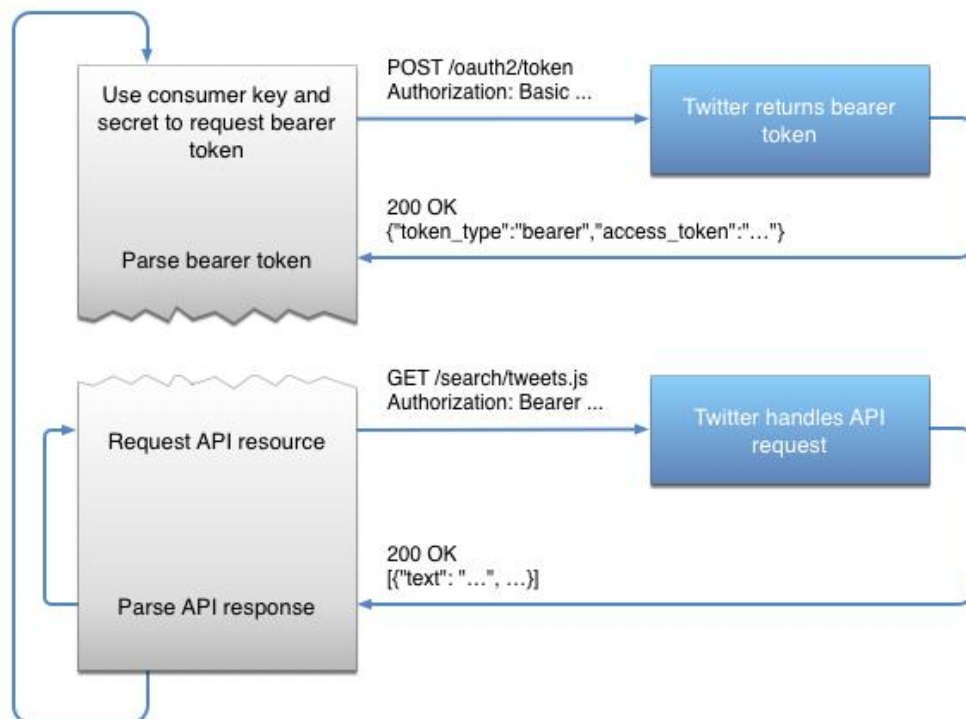 Use consumer key and
secret to request bearer
token
POST /oauth2/token
Authorization: Basic ...
Twitter returns bearer
token
200 OK
{"token_type":"bearer","access_token":"…"}
Parse bearer token
GET /search/tweets.js
Authorization: Bearer ...
Request API resource
Twitter handles API
request
200 OK
[{"text": "…", …}]
Parse API response